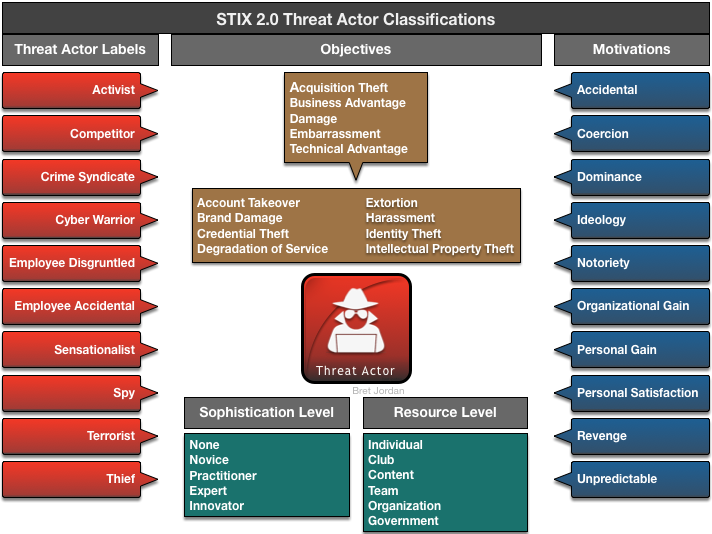 STIX 2.0 Threat Actor Classifications
Threat Actor Labels
Objectives
Motivations
Activist
Competitor
Crime Syndicate
Cyber Warrior
Employee Disgruntled
Employee Accidental
Sensationalist
Spy
Terrorist
Thief
Acquisition Theft
Business Advantage
Damage
Embarrassment
Technical Advantage
Account Takeover
Brand Damage
Credential Theft
Degradation of Service
Extortion
Harassment
Identity Theft
Intellectual Property Theft
Threat Actor
Bret Jordan
Sophistication Level
None
Novice
Practitioner
Expert
Innovator
Resource Level
Individual
Club
Content
Team
Organization
Government
Accidental
Coercion
Dominance
Ideology
Notoriety
Organizational Gain
Personal Gain
Personal Satisfaction
Revenge
Unpredictable